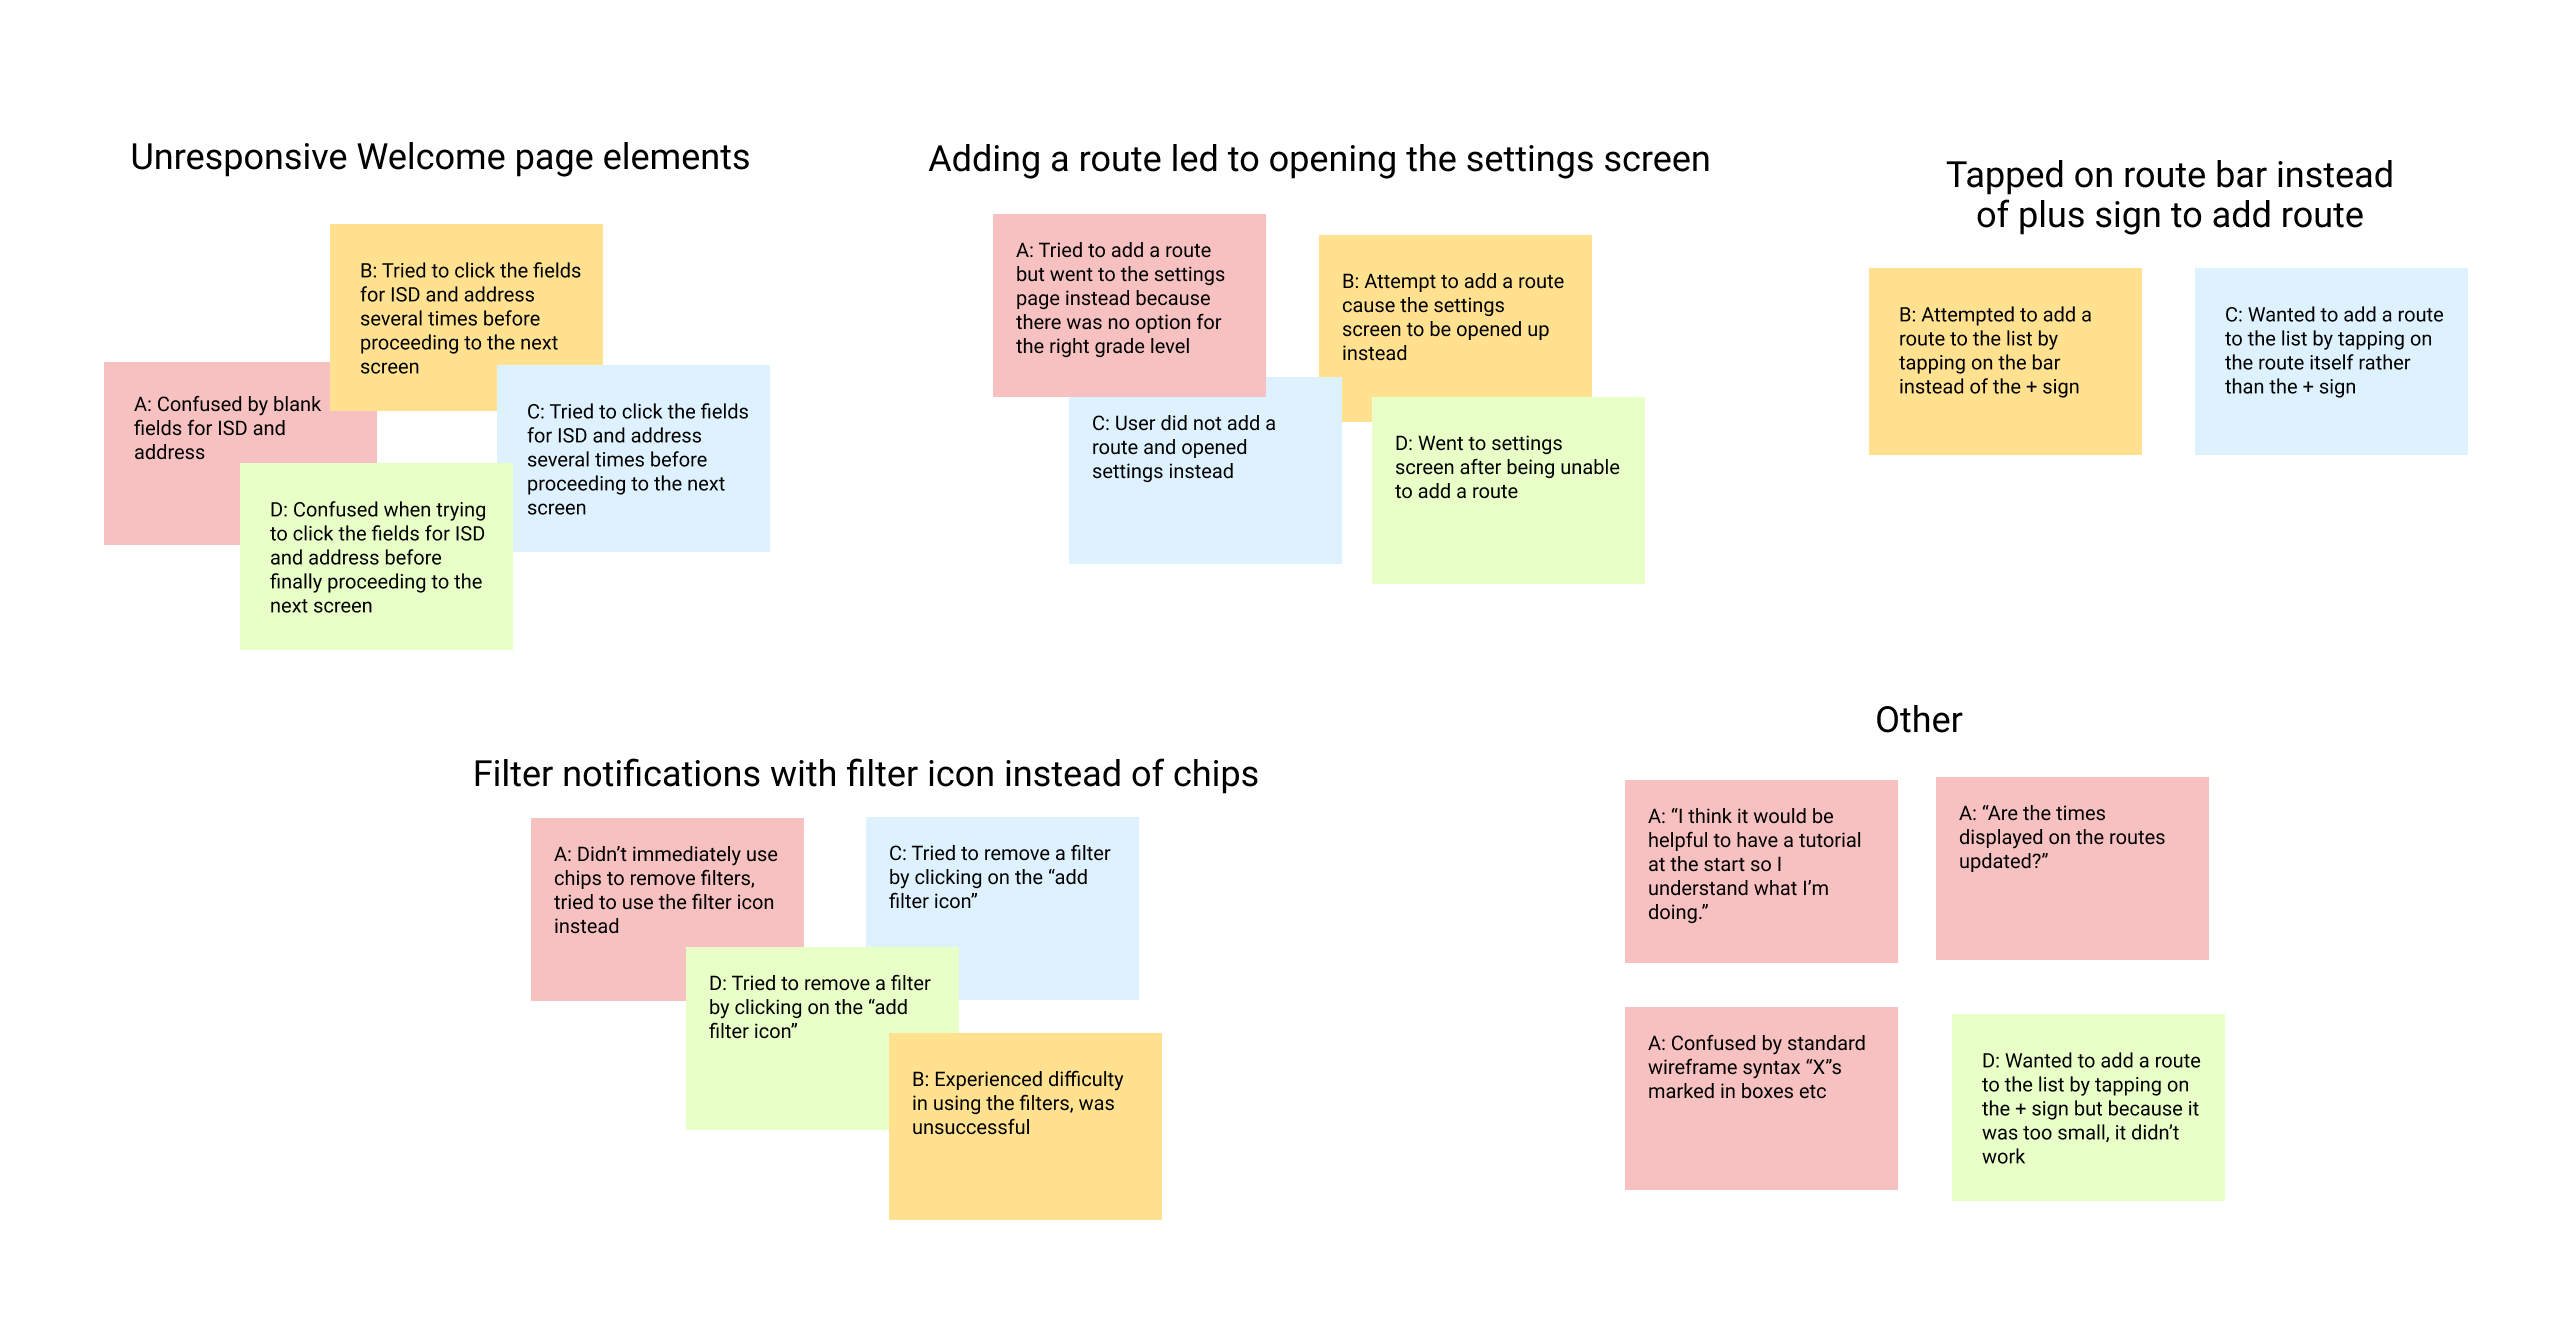 Unresponsive Welcome page elements
B: Tried to click the fields
for ISD and address
several times before
proceeding to the next
screen
A: Confused by blank
fields for ISD and
address
C: Tried to click the fields
for ISD and address
several times before
proceeding to the next
screen
D: Confused when trying
to click the fields for ISD
and address before
finally proceeding to the
next screen
Adding a route led to opening the settings screen
A: Tried to add a route
but went to the settings
page instead because
there was no option for
the right grade level
B: Attempt to add a route
cause the settings
screen to be opened up
instead
C: User did not add a
route and opened
settings instead
D: Went to settings
screen after being unable
to add a route
Tapped on route bar instead
of plus sign to add route
B: Attempted to add a
route to the list by
tapping on the bar
instead of the + sign
C: Wanted to add a route
to the list by tapping on
the route itself rather
than the + sign
Filter notifications with filter icon instead of chips
A: Didn’t immediately use
chips to remove filters,
tried to use the filter icon
instead
C: Tried to remove a filter
by clicking on the “add
filter icon”
D: Tried to remove a filter
by clicking on the “add
filter icon”
B: Experienced difficulty
in using the filters, was
unsuccessful
Other
A: “I think it would be
helpful to have a tutorial
at the start so I
understand what I’m
doing.”
A: “Are the times
displayed on the routes
updated?”
A: Confused by standard
wireframe syntax “X”s
marked in boxes etc
D: Wanted to add a route
to the list by tapping on
the + sign but because it
was too small, it didn’t
work